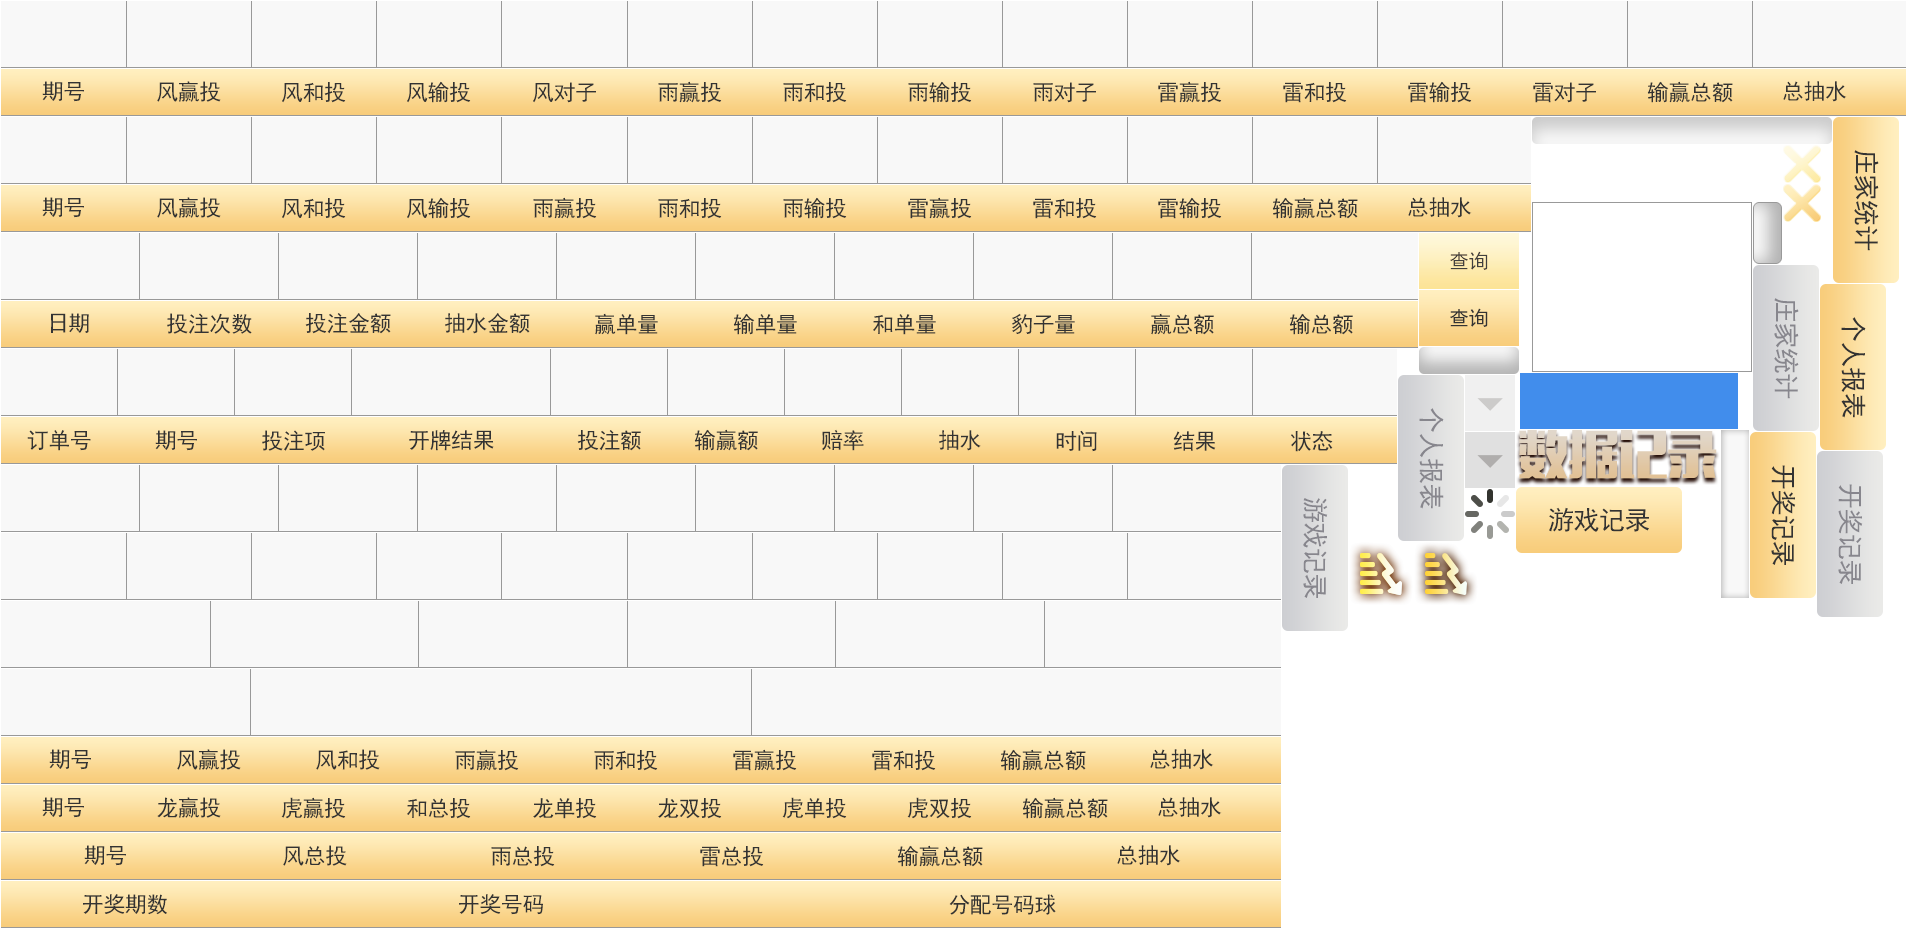 期号 风赢投 风和投 风输投 风对子 雨赢投 雨和投 雨输投 雨对子 雷赢投 雷和投 雷输投 雷对子 输赢总额 总抽水
期号 风赢投 风和投 风输投 雨赢投 雨和投 雨输投 雷赢投 雷和投 雷输投 输赢总额 总抽水
庄家统计
查询
日期 投注次数 投注金额 抽水金额 赢单量 输单量 和单量 豹子量 赢总额 输总额
查询
庄家统计
个人报表
订单号 期号 投注项 开牌结果 投注额 输赢额 赔率 抽水 时间 结果 状态
个人报表
数据记录
游戏记录
游戏记录
开奖记录
开奖记录
期号 风赢投 风和投 雨赢投 雨和投 雷赢投 雷和投 输赢总额 总抽水
期号 龙赢投 虎赢投 和总投 龙单投 龙双投 虎单投 虎双投 输赢总额 总抽水
期号 风总投 雨总投 雷总投 输赢总额 总抽水
开奖期数 开奖号码 分配号码球